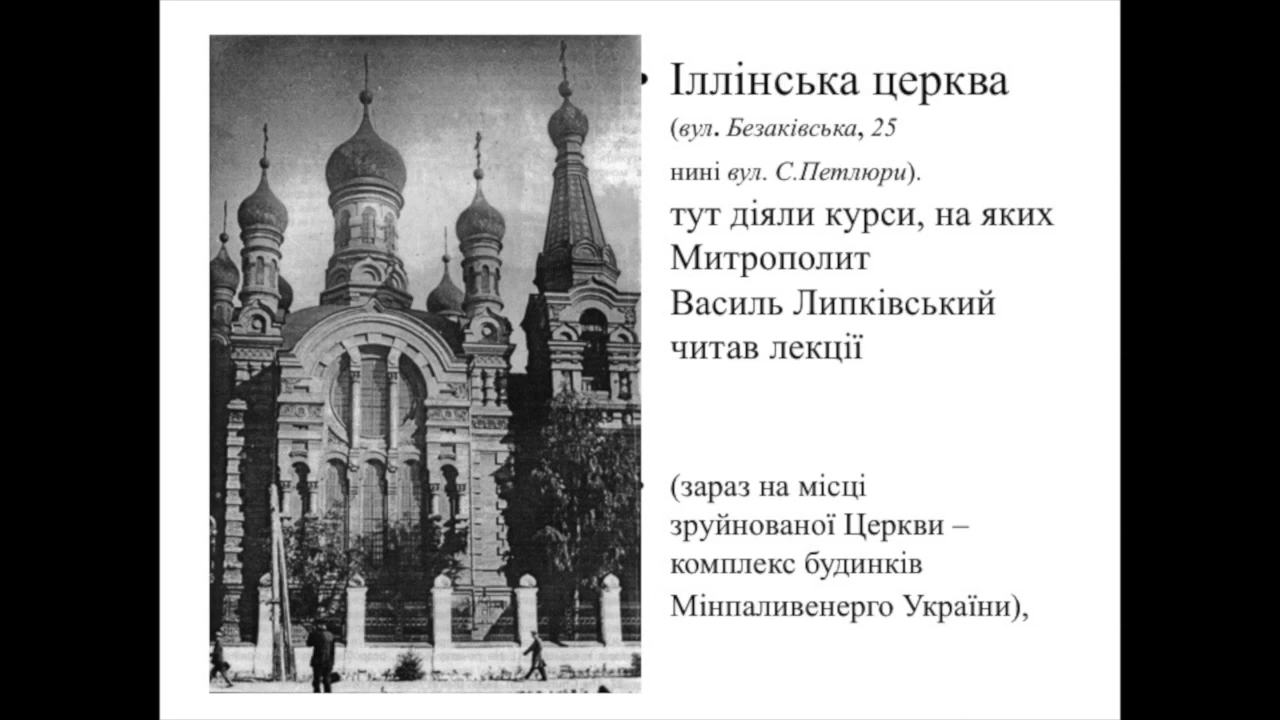 • Іллінська церква
(вул. Безаківська, 25
нині вул. С.Петлюри).
тут діяли курси, на яких
Митрополит
Василь Липківський
читав лекції
(зараз на місці
зруйнованої Церкви –
комплекс будинків
Мінпаливенерго України),